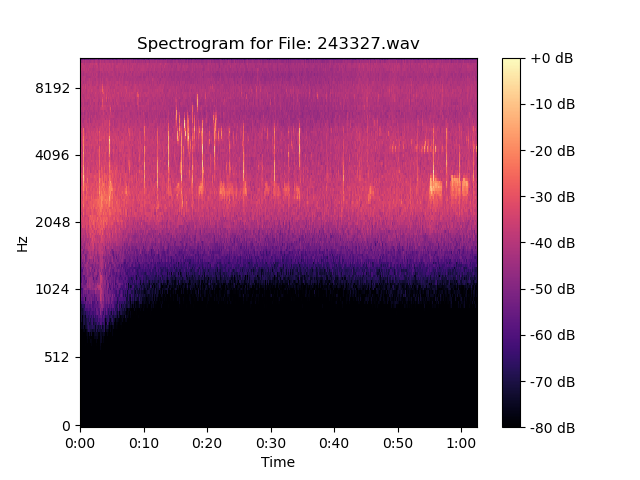 Spectrogram for File: 243327.wav
8192
4096
2048
1024
512
0
Hz
0:00
0:10
0:20
0:30
0:40
0:50
1:00
Time
+0 dB
-10 dB
-20 dB
-30 dB
-40 dB
-50 dB
-60 dB
-70 dB
-80 dB